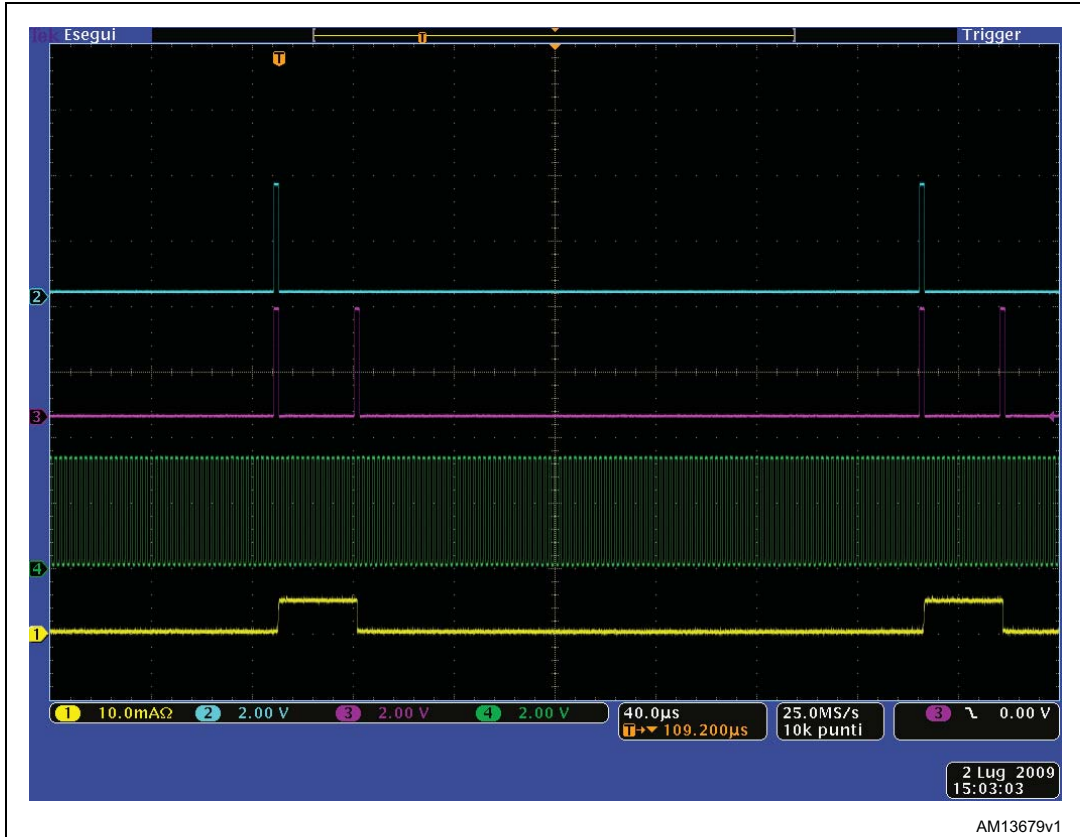 Tek Esegui Trigger
T
T
2
3
4
1
1 10.0mAΩ 2 2.00 V 3 2.00 V 4 2.00 V
40.0µs
T→▼ 109.200µs
25.0MS/s
10k punti
3 0.00 V
2 Lug 2009
15:03:03
AM13679v1